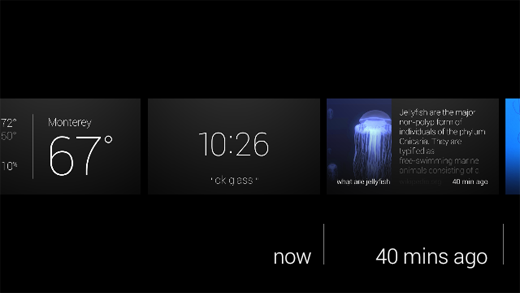 72°
60°
10%
Monterey
67°
10:26
"ok glass"
Jellyfish are the major
non-polyp form of
individuals of the phylum
Cnidaria. They are
typified as
free-swimming marine
animals consisting of a
what are jellyfish
40 min ago
now
40 mins ago